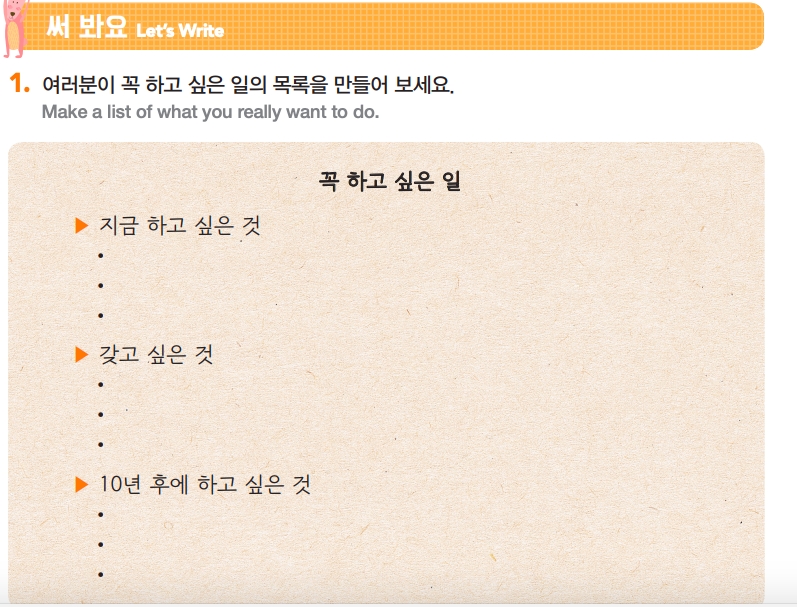 써 봐요 Let's Write
1. 여러분이 꼭 하고 싶은 일의 목록을 만들어 보세요.
Make a list of what you really want to do.
꼭 하고 싶은 일
▶ 지금 하고 싶은 것
•
•
•
▶ 갖고 싶은 것
•
•
•
▶ 10년 후에 하고 싶은 것
•
•
•